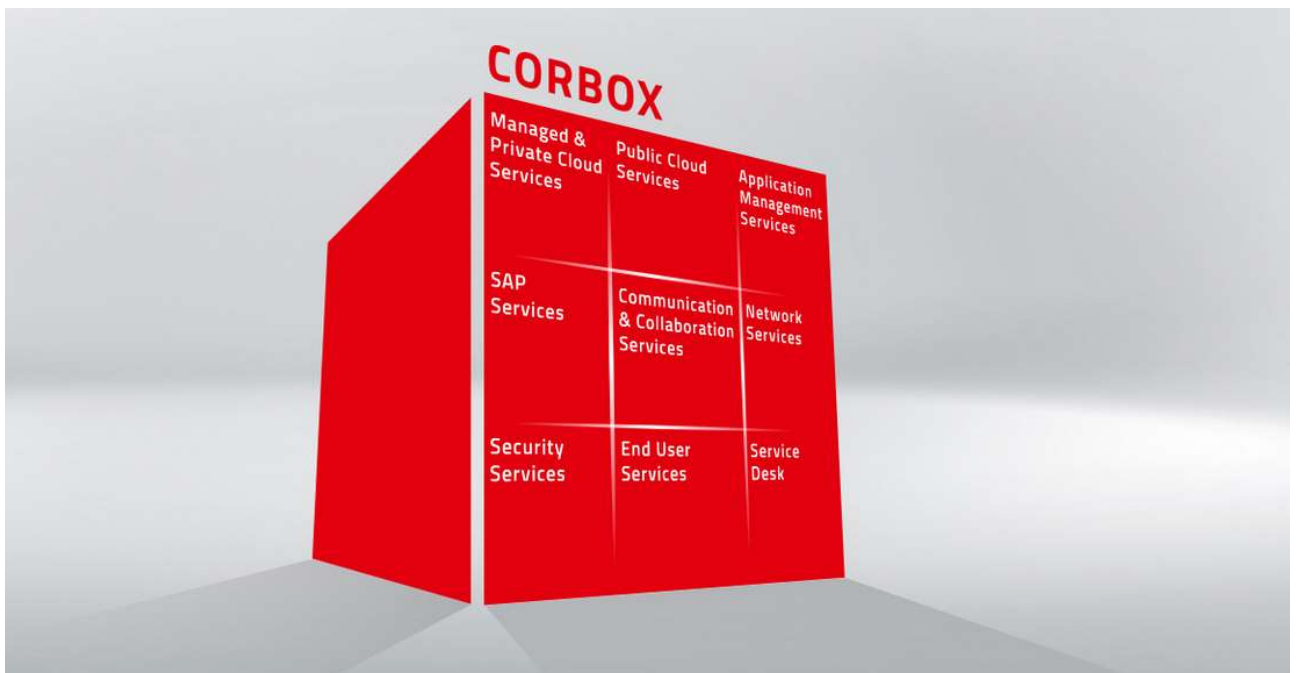 CORBOX
Managed &
Private Cloud
Services
Public Cloud
Services
Application
Management
Services
SAP
Services
Communication
& Collaboration
Services
Network
Services
Security
Services
End User
Services
Service
Desk